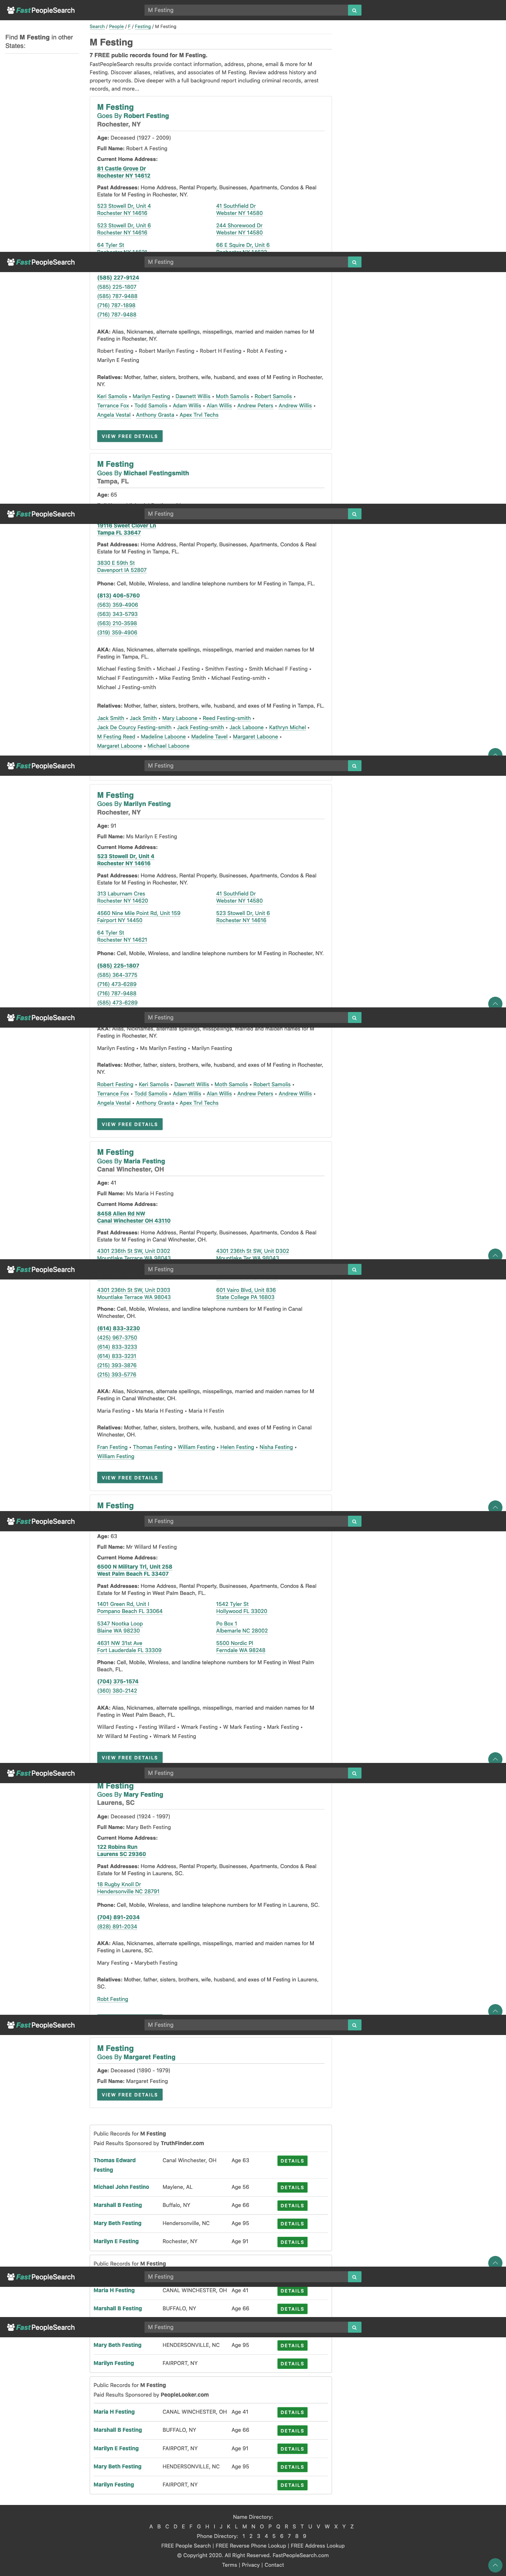 FastPeopleSearch
M Festing
Find M Festing in other States:
Search / People / F / Festing / M Festing
M Festing
7 FREE public records found for M Festing.
FastPeopleSearch results provide contact information, address, phone, email & more for M
Festing. Discover aliases, relatives, and associates of M Festing. Review address history and
property records. Dive deeper with a full background report including criminal records, arrest
records, and more...
M Festing
Goes By Robert Festing
Rochester, NY
Age: Deceased (1927 - 2009)
Full Name: Robert A Festing
Current Home Address:
81 Castle Grove Dr
Rochester NY 14612
Past Addresses: Home Address, Rental Property, Businesses, Apartments, Condos & Real
Estate for M Festing in Rochester, NY.
523 Stowell Dr, Unit 4
Rochester NY 14616
41 Southfield Dr
Webster NY 14580
523 Stowell Dr, Unit 6
Rochester NY 14616
244 Shorewood Dr
Webster NY 14580
64 Tyler St
66 E Squire Dr, Unit 6
FastPeopleSearch
M Festing
(585) 227-9124
(585) 225-1807
(585) 787-9488
(716) 787-1898
(716) 787-9488
AKA: Alias, Nicknames, alternate spellings, misspellings, married and maiden names for M
Festing in Rochester, NY.
Robert Festing • Robert Marilyn Festing • Robert H Festing • Robt A Festing •
Marilyn E Festing
Relatives: Mother, father, sisters, brothers, wife, husband, and exes of M Festing in Rochester,
NY.
Keri Samolis • Marilyn Festing • Dawnett Willis • Moth Samolis • Robert Samolis •
Terrance Fox • Todd Samolis • Adam Willis • Alan Willis • Andrew Peters • Andrew Willis •
Angela Vestal • Anthony Grasta • Apex Trvl Techs
VIEW FREE DETAILS
M Festing
Goes By Michael Festingsmith
Tampa, FL
Age: 65
FastPeopleSearch
M Festing
19116 Sweet Clover Ln
Tampa FL 33647
Past Addresses: Home Address, Rental Property, Businesses, Apartments, Condos & Real
Estate for M Festing in Tampa, FL.
3830 E 59th St
Davenport IA 52807
Phone: Cell, Mobile, Wireless, and landline telephone numbers for M Festing in Tampa, FL.
(813) 406-5760
(563) 359-4906
(563) 343-5793
(563) 210-3598
(319) 359-4906
AKA: Alias, Nicknames, alternate spellings, misspellings, married and maiden names for M
Festing in Tampa, FL.
Michael Festing Smith • Michael J Festing • Smithm Festing • Smith Michael F Festing •
Michael F Festingsmith • Mike Festing Smith • Michael Festing-smith •
Michael J Festing-smith
Relatives: Mother, father, sisters, brothers, wife, husband, and exes of M Festing in Tampa, FL.
Jack Smith • Jack Smith • Mary Laboone • Reed Festing-smith •
Jack De Courcy Festing-smith • Jack Festing-smith • Jack Laboone • Kathryn Michel •
M Festing Reed • Madeline Laboone • Madeline Tavel • Margaret Laboone •
Margaret Laboone • Michael Laboone
FastPeopleSearch
M Festing
M Festing
Goes By Marilyn Festing
Rochester, NY
Age: 91
Full Name: Ms Marilyn E Festing
Current Home Address:
523 Stowell Dr, Unit 4
Rochester NY 14616
Past Addresses: Home Address, Rental Property, Businesses, Apartments, Condos & Real
Estate for M Festing in Rochester, NY.
313 Laburnam Cres
Rochester NY 14620
41 Southfield Dr
Webster NY 14580
4560 Nine Mile Point Rd, Unit 159
Fairport NY 14450
523 Stowell Dr, Unit 6
Rochester NY 14616
64 Tyler St
Rochester NY 14621
Phone: Cell, Mobile, Wireless, and landline telephone numbers for M Festing in Rochester, NY.
(585) 225-1807
(585) 364-3775
(716) 473-6289
(716) 787-9488
(585) 473-6289
FastPeopleSearch
M Festing
AKA: Alias, Nicknames, alternate spellings, misspellings, married and maiden names for M
Festing in Rochester, NY.
Marilyn Festing • Ms Marilyn Festing • Marilyn Feasting
Relatives: Mother, father, sisters, brothers, wife, husband, and exes of M Festing in Rochester,
NY.
Robert Festing • Keri Samolis • Dawnett Willis • Moth Samolis • Robert Samolis •
Terrance Fox • Todd Samolis • Adam Willis • Alan Willis • Andrew Peters • Andrew Willis •
Angela Vestal • Anthony Grasta • Apex Trvl Techs
VIEW FREE DETAILS
M Festing
Goes By Maria Festing
Canal Winchester, OH
Age: 41
Full Name: Ms Maria H Festing
Current Home Address:
8458 Allen Rd NW
Canal Winchester OH 43110
Past Addresses: Home Address, Rental Property, Businesses, Apartments, Condos & Real
Estate for M Festing in Canal Winchester, OH.
4301 236th St SW, Unit D302
Mountlake Terrace WA 98043
4301 236th St SW, Unit D302
Mountlake Ter WA 98043
FastPeopleSearch
M Festing
4301 236th St SW, Unit D303
Mountlake Terrace WA 98043
601 Vairo Blvd, Unit 836
State College PA 16803
Phone: Cell, Mobile, Wireless, and landline telephone numbers for M Festing in Canal
Winchester, OH.
(614) 833-3230
(425) 967-3750
(614) 833-3233
(614) 833-3231
(215) 393-3876
(215) 393-5776
AKA: Alias, Nicknames, alternate spellings, misspellings, married and maiden names for M
Festing in Canal Winchester, OH.
Maria Festing • Ms Maria H Festing • Maria H Festin
Relatives: Mother, father, sisters, brothers, wife, husband, and exes of M Festing in Canal
Winchester, OH.
Fran Festing • Thomas Festing • William Festing • Helen Festing • Nisha Festing •
William Festing
VIEW FREE DETAILS
M Festing
FastPeopleSearch
M Festing
Age: 63
Full Name: Mr Willard M Festing
Current Home Address:
6500 N Military Trl, Unit 258
West Palm Beach FL 33407
Past Addresses: Home Address, Rental Property, Businesses, Apartments, Condos & Real
Estate for M Festing in West Palm Beach, FL.
1401 Green Rd, Unit I
Pompano Beach FL 33064
1542 Tyler St
Hollywood FL 33020
5347 Nootka Loop
Blaine WA 98230
Po Box 1
Albemarle NC 28002
4631 NW 31st Ave
Fort Lauderdale FL 33309
5500 Nordic Pl
Ferndale WA 98248
Phone: Cell, Mobile, Wireless, and landline telephone numbers for M Festing in West Palm
Beach, FL.
(704) 375-1574
(360) 380-2142
AKA: Alias, Nicknames, alternate spellings, misspellings, married and maiden names for M
Festing in West Palm Beach, FL.
Willard Festing • Festing Willard • Wmark Festing • W Mark Festing • Mark Festing •
Mr Willard M Festing • Wmark M Festing
VIEW FREE DETAILS
FastPeopleSearch
M Festing
M Festing
Goes By Mary Festing
Laurens, SC
Age: Deceased (1924 - 1997)
Full Name: Mary Beth Festing
Current Home Address:
122 Robins Run
Laurens SC 29360
Past Addresses: Home Address, Rental Property, Businesses, Apartments, Condos & Real
Estate for M Festing in Laurens, SC.
18 Rugby Knoll Dr
Hendersonville NC 28791
Phone: Cell, Mobile, Wireless, and landline telephone numbers for M Festing in Laurens, SC.
(704) 891-2034
(828) 891-2034
AKA: Alias, Nicknames, alternate spellings, misspellings, married and maiden names for M
Festing in Laurens, SC.
Mary Festing • Marybeth Festing
Relatives: Mother, father, sisters, brothers, wife, husband, and exes of M Festing in Laurens,
SC.
Robt Festing
FastPeopleSearch
M Festing
M Festing
Goes By Margaret Festing
Age: Deceased (1890 - 1979)
Full Name: Margaret Festing
VIEW FREE DETAILS
Public Records for M Festing
Paid Results Sponsored by TruthFinder.com
Thomas Edward Festing Canal Winchester, OH Age 63 DETAILS
Michael John Festino Maylene, AL Age 56 DETAILS
Marshall B Festing Buffalo, NY Age 66 DETAILS
Mary Beth Festing Hendersonville, NC Age 95 DETAILS
Marilyn E Festing Rochester, NY Age 91 DETAILS
Public Records for M Festing
FastPeopleSearch
M Festing
Maria H Festing CANAL WINCHESTER, OH Age 41 DETAILS
Marshall B Festing BUFFALO, NY Age 66 DETAILS
FastPeopleSearch
M Festing
Mary Beth Festing HENDERSONVILLE, NC Age 95 DETAILS
Marilyn Festing FAIRPORT, NY DETAILS
Public Records for M Festing
Paid Results Sponsored by PeopleLooker.com
Maria H Festing CANAL WINCHESTER, OH Age 41 DETAILS
Marshall B Festing BUFFALO, NY Age 66 DETAILS
Marilyn E Festing FAIRPORT, NY Age 91 DETAILS
Mary Beth Festing HENDERSONVILLE, NC Age 95 DETAILS
Marilyn Festing FAIRPORT, NY DETAILS
Name Directory:
A B C D E F G H I J K L M N O P Q R S T U V W X Y Z
Phone Directory: 1 2 3 4 5 6 7 8 9
FREE People Search | FREE Reverse Phone Lookup | FREE Address Lookup
© Copyright 2020. All Right Reserved. FastPeopleSearch.com
Terms | Privacy | Contact